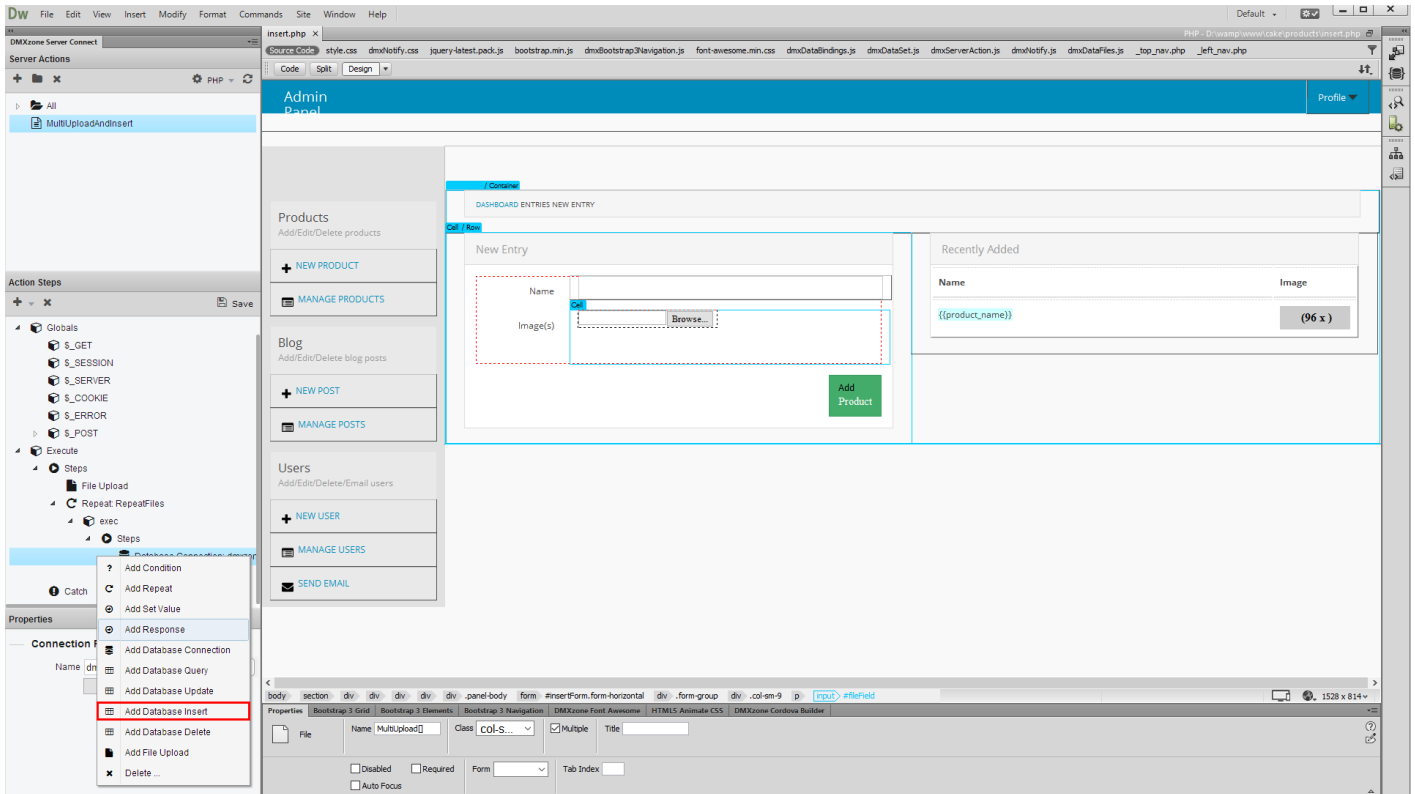 Dw File Edit View Insert Modify Format Commands Site Window Help Default
DMXzone Server Connect
Server Actions
PHP
All
MultiUploadAndInsert
Action Steps
Save
Globals
$_GET
$_SESSION
$_SERVER
$_COOKIE
$_ERROR
$_POST
Execute
Steps
File Upload
Repeat: RepeatFiles
exec
Steps
Database Connection: dmxzon
Catch
Properties
Connection
Name dm
Add Condition
Add Repeat
Add Set Value
Add Response
Add Database Connection
Add Database Query
Add Database Update
Add Database Insert
Add Database Delete
Add File Upload
Delete ...
insert.php PHP - D:\wamp\www\cake\products\insert.php
Source Code style.css dmxNotify.css jquery-latest.pack.js bootstrap.min.js dmxBootstrap3Navigation.js font-awesome.min.css dmxDataBindings.js dmxDataSet.js dmxServerAction.js dmxNotify.js dmxDataFiles.js _top_nav.php _left_nav.php
Code Split Design
Admin
Panel
Profile
Products
Add/Edit/Delete products
NEW PRODUCT
MANAGE PRODUCTS
Blog
Add/Edit/Delete blog posts
NEW POST
MANAGE POSTS
Users
Add/Edit/Delete/Email users
NEW USER
MANAGE USERS
SEND EMAIL
/ Container
DASHBOARD ENTRIES NEW ENTRY
Cell / Row
New Entry
Name
Cell
Image(s) Browse...
Add
Product
Recently Added
Name Image
{{product_name}} (96 x )
body section div div div div div .panel-body form #insertForm.form-horizontal div .form-group div .col-sm-9 p input #fileField 1528 x 814
Properties Bootstrap 3 Grid Bootstrap 3 Elements Bootstrap 3 Navigation DMXzone Font Awesome HTML5 Animate CSS DMXzone Cordova Builder
File Name MultiUpload[] Class col-s... Multiple Title
Disabled Required Form Tab Index
Auto Focus